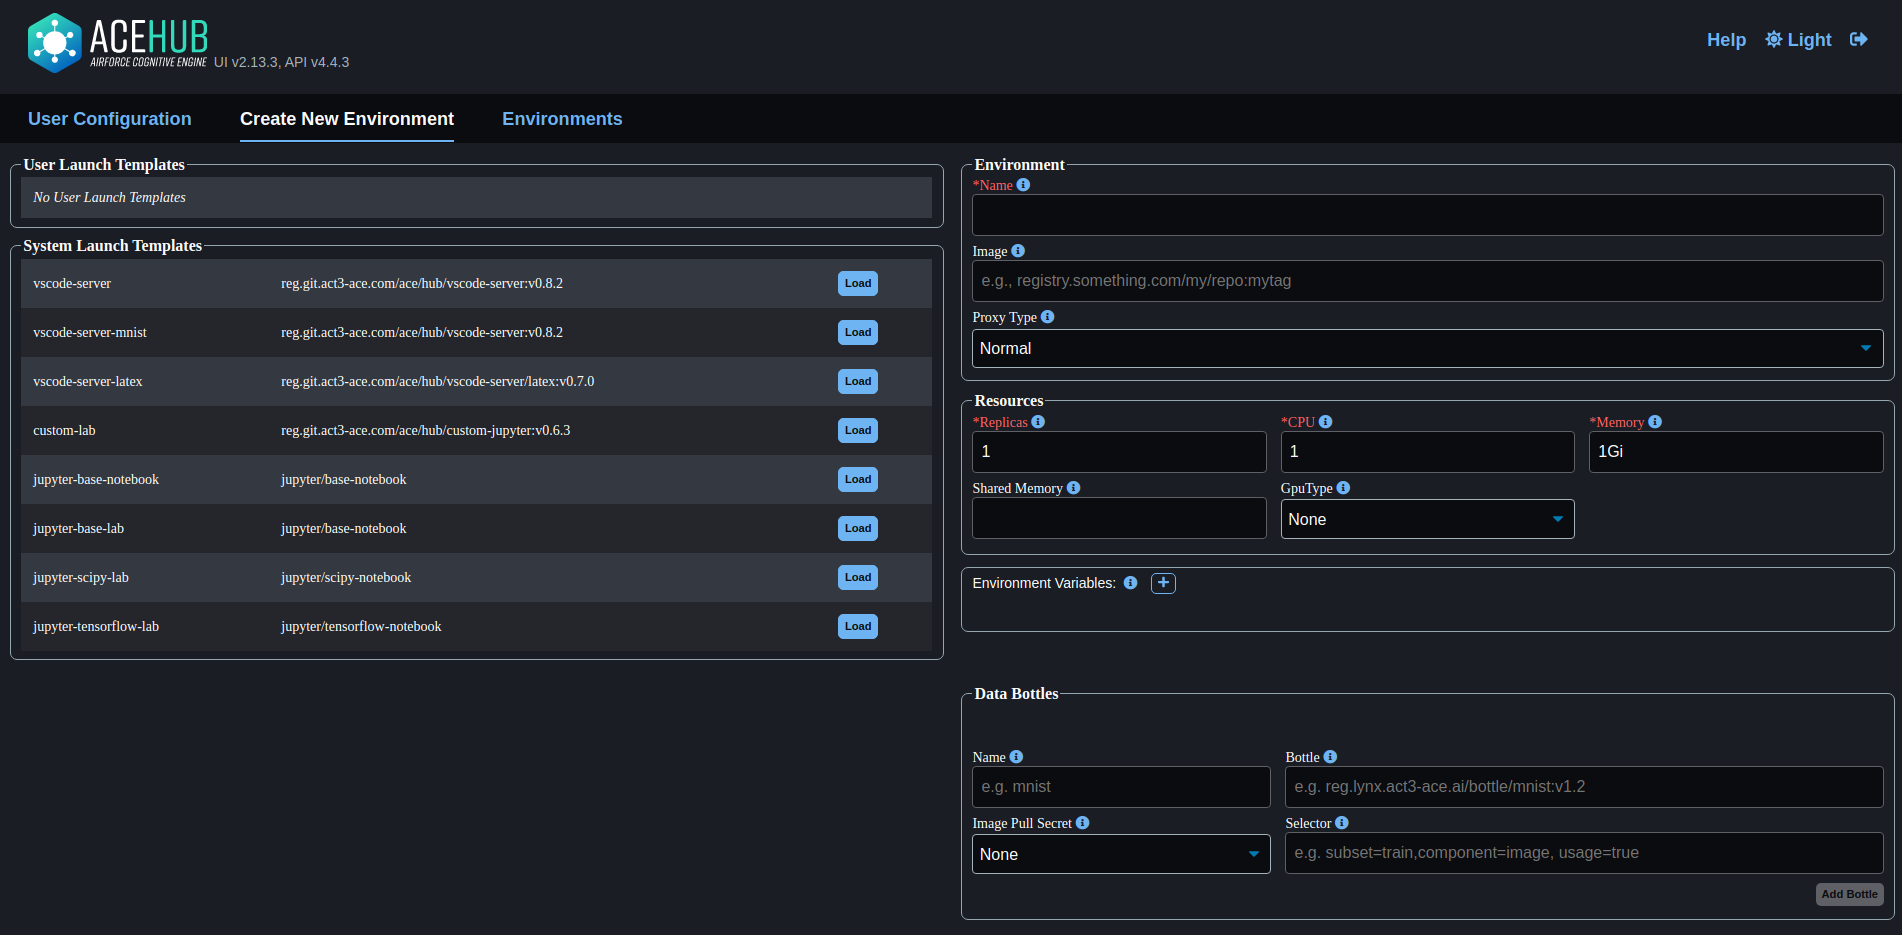 ACEHUB
AIRFORCE COGNITIVE ENGINE
UI v2.13.3, API v4.4.3
Help
Light
User Configuration
Create New Environment
Environments
User Launch Templates
No User Launch Templates
System Launch Templates
vscode-server reg.git.act3-ace.com/ace/hub/vscode-server:v0.8.2 Load
vscode-server-mnist reg.git.act3-ace.com/ace/hub/vscode-server:v0.8.2 Load
vscode-server-latex reg.git.act3-ace.com/ace/hub/vscode-server/latex:v0.7.0 Load
custom-lab reg.git.act3-ace.com/ace/hub/custom-jupyter:v0.6.3 Load
jupyter-base-notebook jupyter/base-notebook Load
jupyter-base-lab jupyter/base-notebook Load
jupyter-scipy-lab jupyter/scipy-notebook Load
jupyter-tensorflow-lab jupyter/tensorflow-notebook Load
Environment
*Name
Image
e.g., registry.something.com/my/repo:mytag
Proxy Type
Normal
Resources
*Replicas *CPU *Memory
1 1 1Gi
Shared Memory GpuType
None
Environment Variables:
Data Bottles
Name Bottle
e.g. mnist e.g. reg.lynx.act3-ace.ai/bottle/mnist:v1.2
Image Pull Secret Selector
None e.g. subset=train,component=image, usage=true
Add Bottle